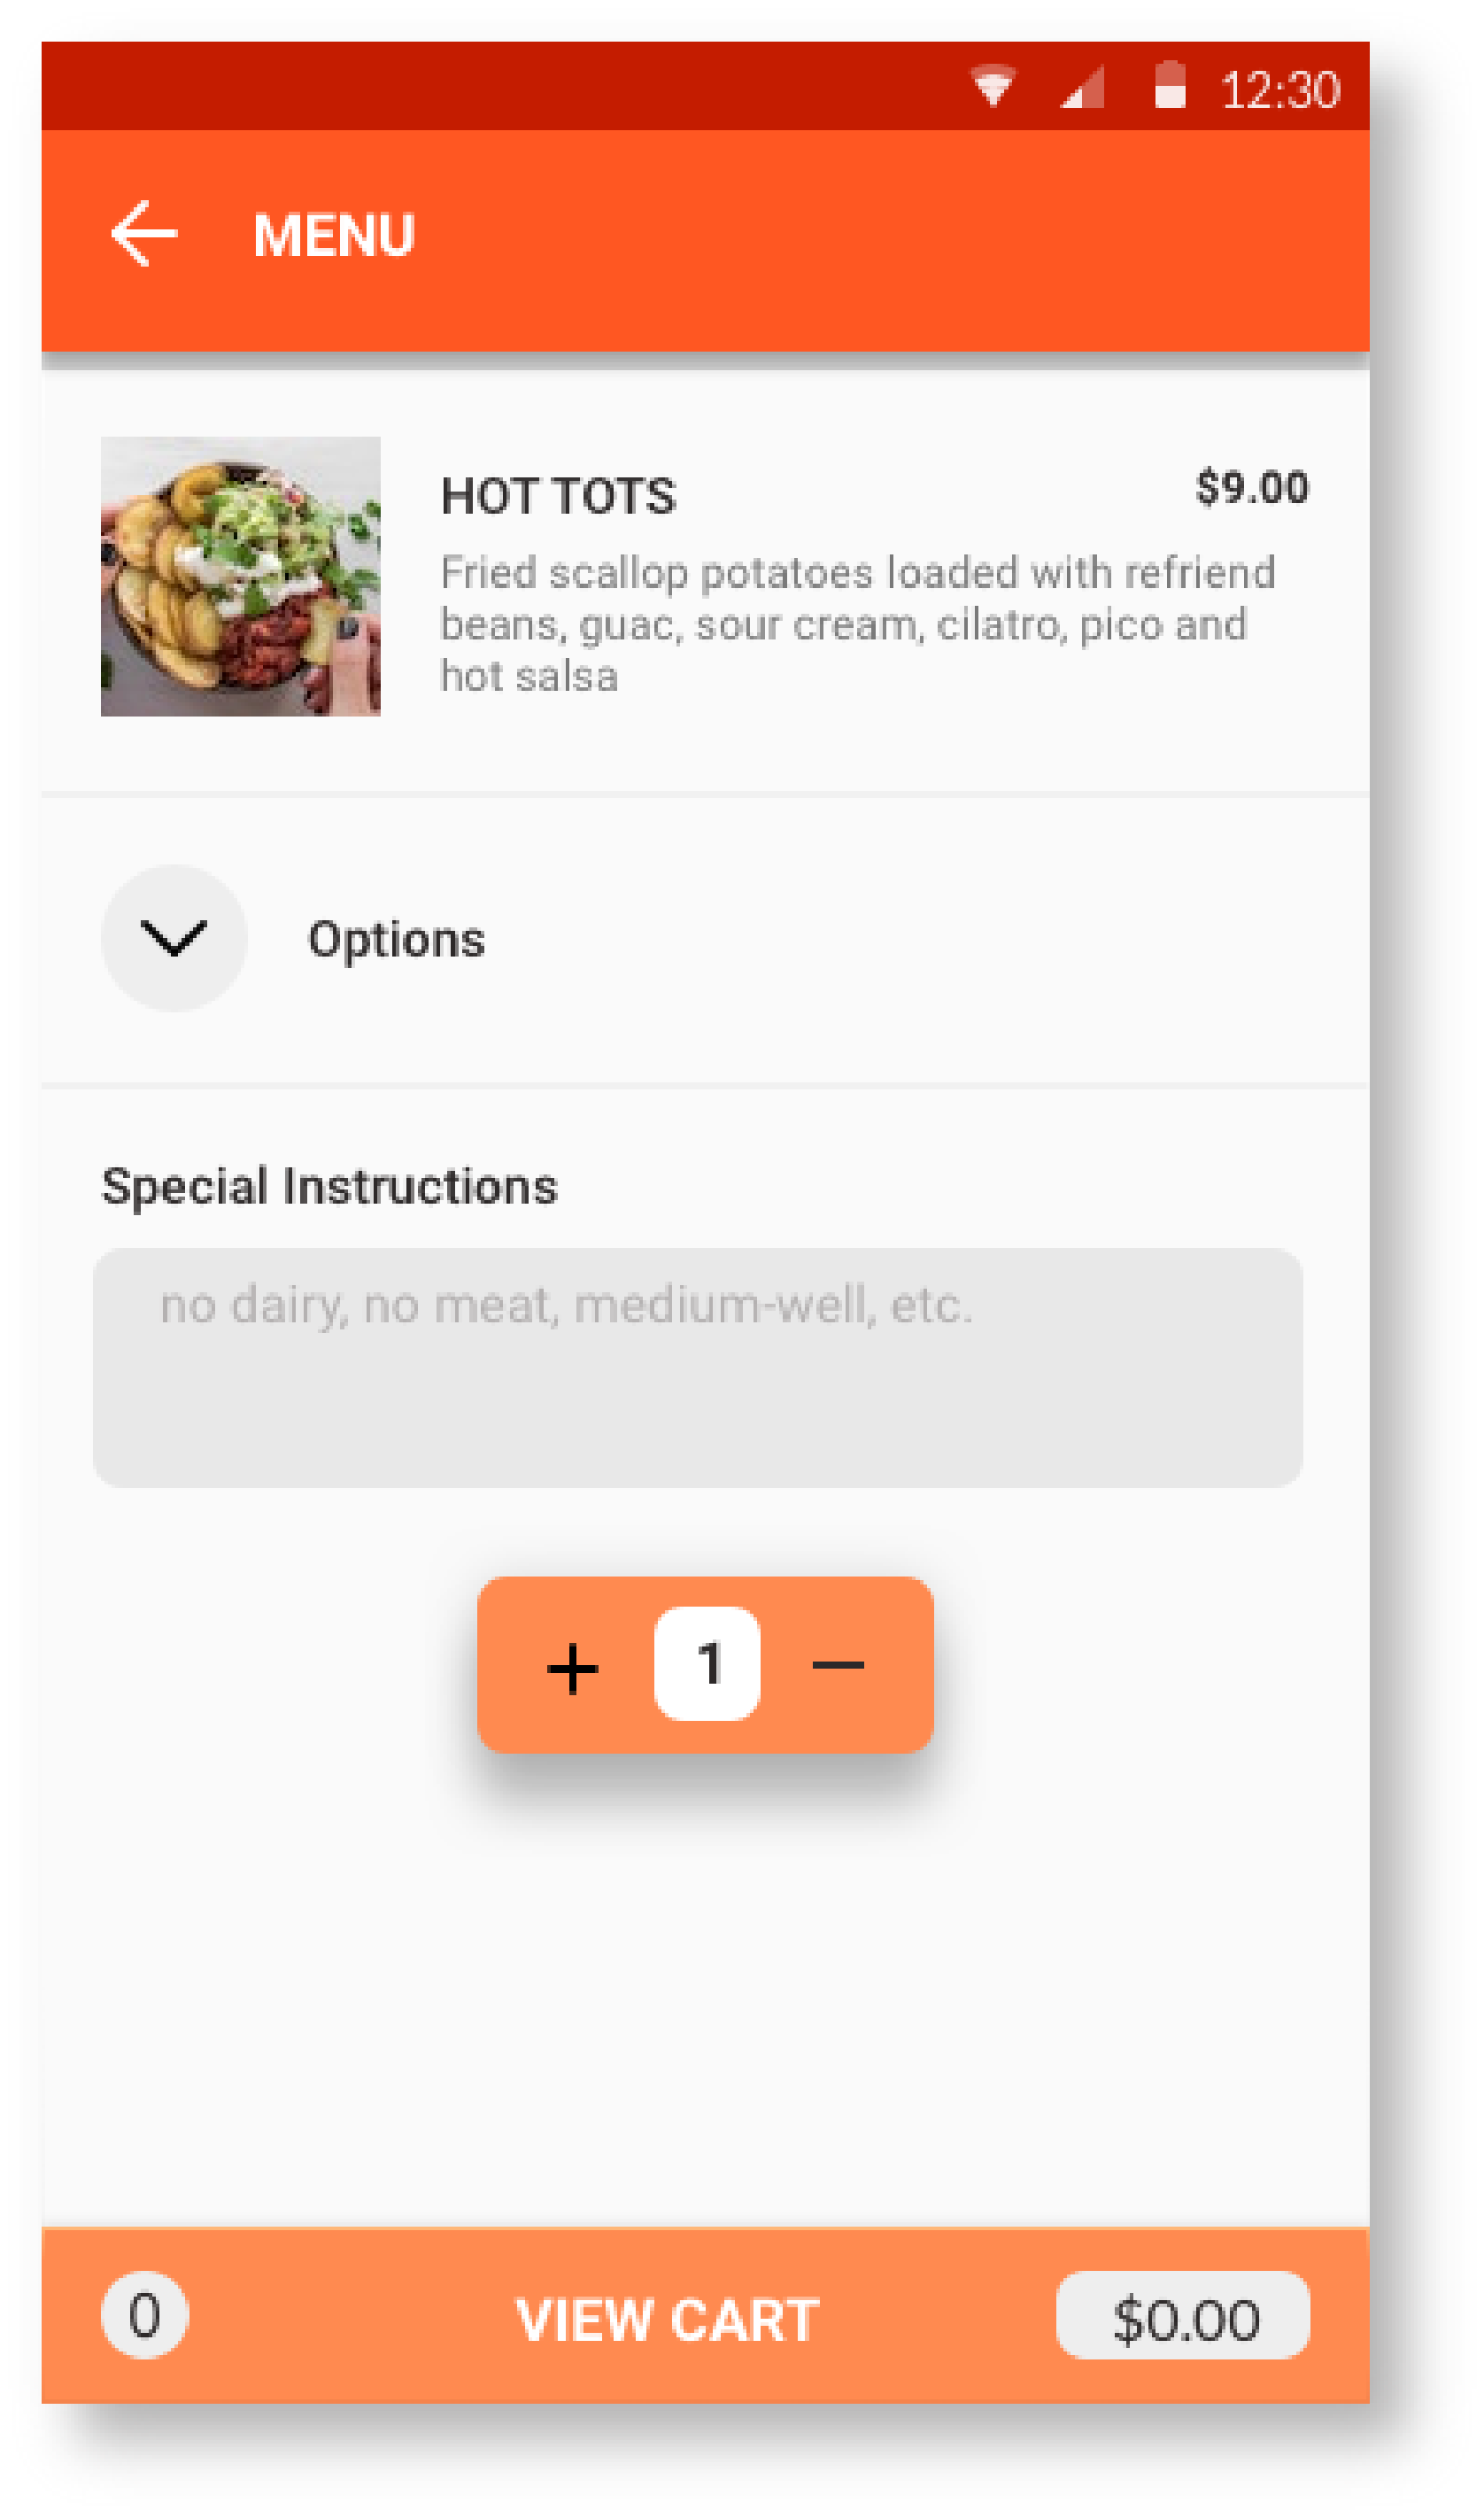 12:30
MENU
HOT TOTS
$9.00
Fried scallop potatoes loaded with refriend
beans, guac, sour cream, cilatro, pico and
hot salsa
Options
Special Instructions
no dairy, no meat, medium-well, etc.
+ 1 −
0 VIEW CART $0.00